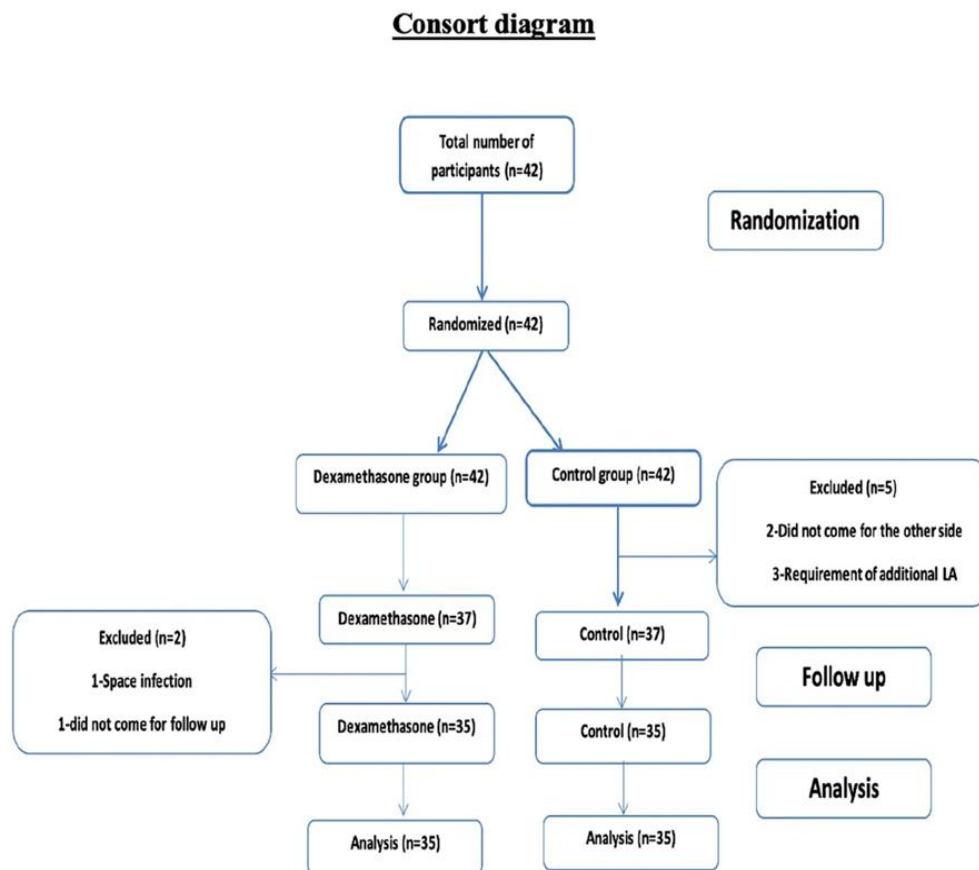 Consort diagram
Total number of
participants (n=42)
Randomization
Randomized (n=42)
Dexamethasone group (n=42)
Control group (n=42)
Excluded (n=5)
2-Did not come for the other side
3-Requirement of additional LA
Dexamethasone (n=37)
Control (n=37)
Excluded (n=2)
1-Space infection
1-did not come for follow up
Follow up
Dexamethasone (n=35)
Control (n=35)
Analysis
Analysis (n=35)
Analysis (n=35)